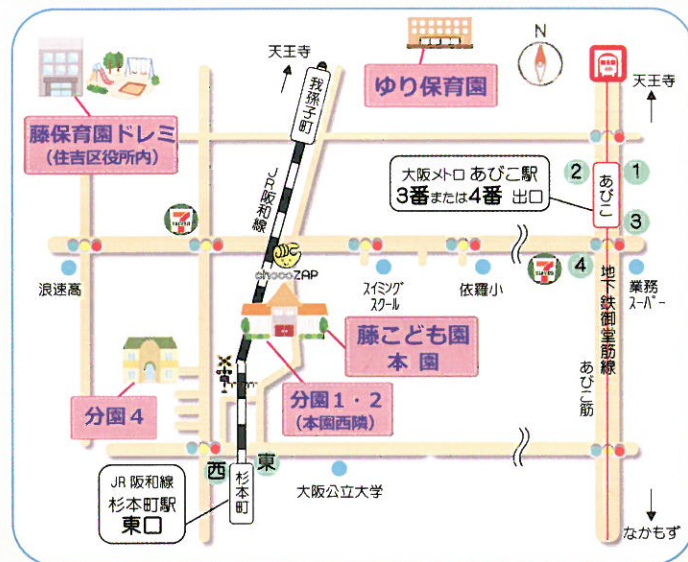 天王寺
N
天王寺
藤保育園ドレミ
(住吉区役所内)
我孫子町
ゆり保育園
JR阪和線
大阪メトロ あびこ駅
3番または4番 出口
2
1
あびこ
3
4
浪速高
chocoZAP
スイミング
スクール
依羅小
業務
スーパー
地下鉄御堂筋線
藤こども園
本 園
分園4
分園1・2
(本園西隣)
あびこ筋
西
東
JR 阪和線
杉本町駅
東口
杉本町
大阪公立大学
なかもず